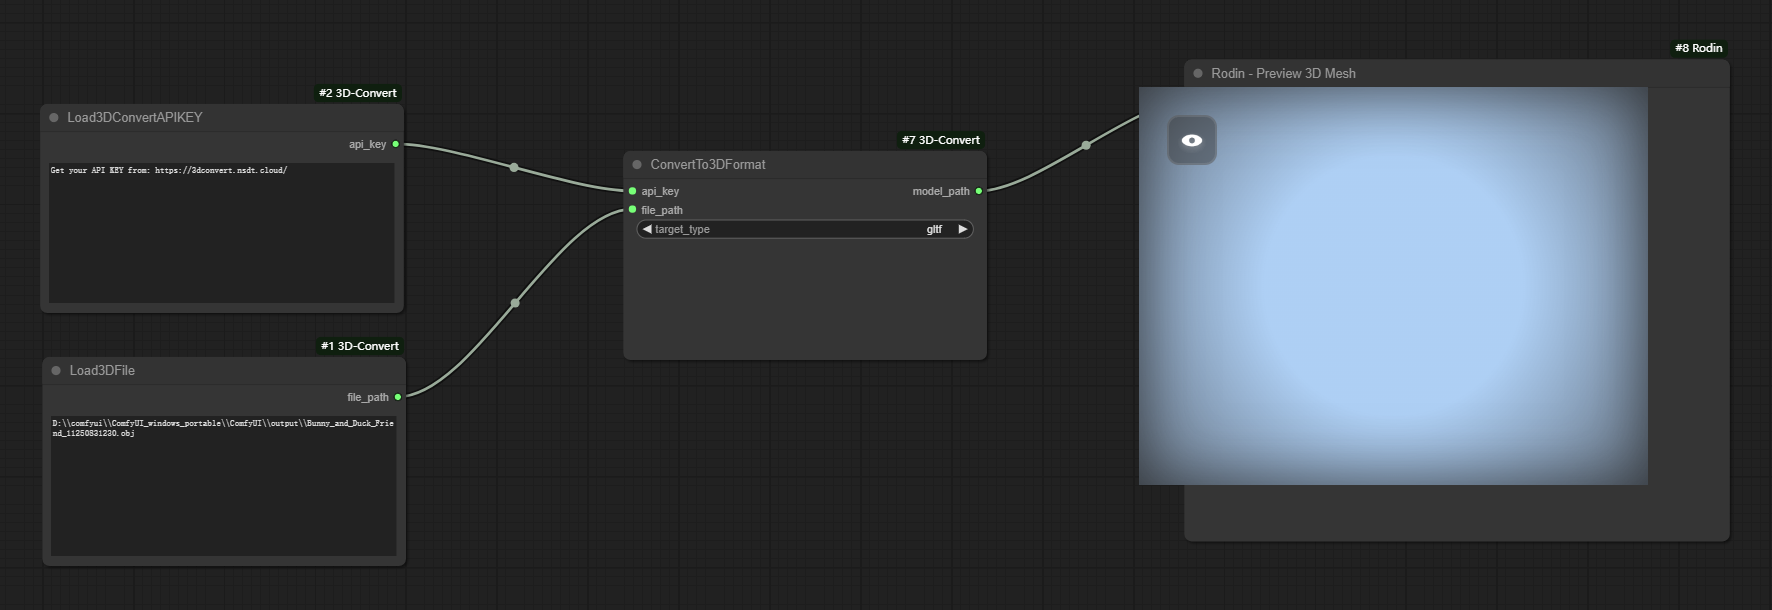 #2 3D-Convert
Load3DConvertAPIKEY
api_key
Get your API KEY from: https://3dconvert.nsdt.cloud/
#1 3D-Convert
Load3DFile
file_path
D:\\comfyui\\ComfyUI_windows_portable\\ComfyUI\\output\\Bunny_and_Duck_Frie
nd_11250831230.obj
#7 3D-Convert
ConvertTo3DFormat
api_key
model_path
file_path
target_type gltf
#8 Rodin
Rodin - Preview 3D Mesh